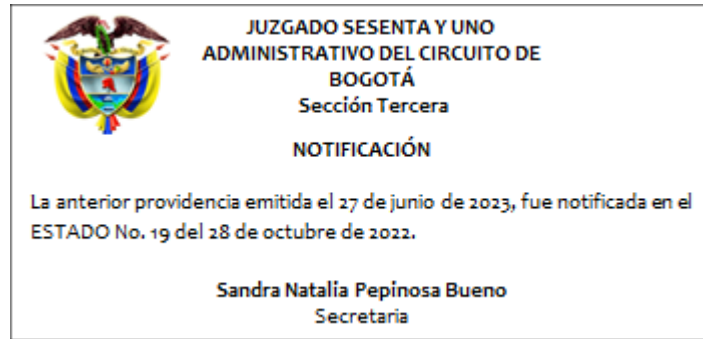 JUZGADO SESENTA Y UNO
ADMINISTRATIVO DEL CIRCUITO DE
BOGOTÁ
Sección Tercera
NOTIFICACIÓN
La anterior providencia emitida el 27 de junio de 2023, fue notificada en el
ESTADO No. 19 del 28 de octubre de 2022.
Sandra Natalia Pepinosa Bueno
Secretaria